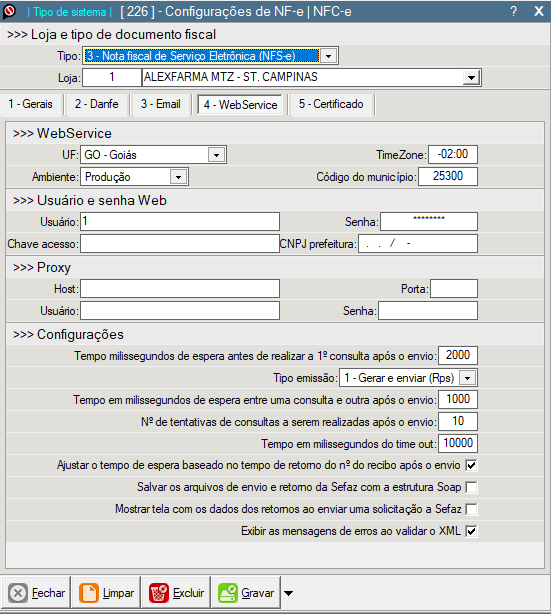 | Tipo de sistema | [ 226 ] - Configurações de NF-e | NFC-e ? X
>>> Loja e tipo de documento fiscal
Tipo: 3 - Nota fiscal de Serviço Eletrônica (NFS-e)
Loja: 1 ALEXFARMA MTZ - ST. CAMPINAS
1 - Gerais 2 - Danfe 3 - Email 4 - WebService 5 - Certificado
>>> WebService
UF: GO - Goiás TimeZone: -02:00
Ambiente: Produção Código do município: 25300
>>> Usuário e senha Web
Usuário: 1 Senha: ********
Chave acesso: CNPJ prefeitura: . . / -
>>> Proxy
Host: Porta:
Usuário: Senha:
>>> Configurações
Tempo milissegundos de espera antes de realizar a 1º consulta após o envio: 2000
Tipo emissão: 1 - Gerar e enviar (Rps)
Tempo em milissegundos de espera entre uma consulta e outra após o envio: 1000
Nº de tentativas de consultas a serem realizadas após o envio: 10
Tempo em milissegundos do time out: 10000
Ajustar o tempo de espera baseado no tempo de retorno do nº do recibo após o envio
Salvar os arquivos de envio e retorno da Sefaz com a estrutura Soap
Mostrar tela com os dados dos retornos ao enviar uma solicitação a Sefaz
Exibir as mensagens de erros ao validar o XML
Fechar Limpar Excluir Gravar